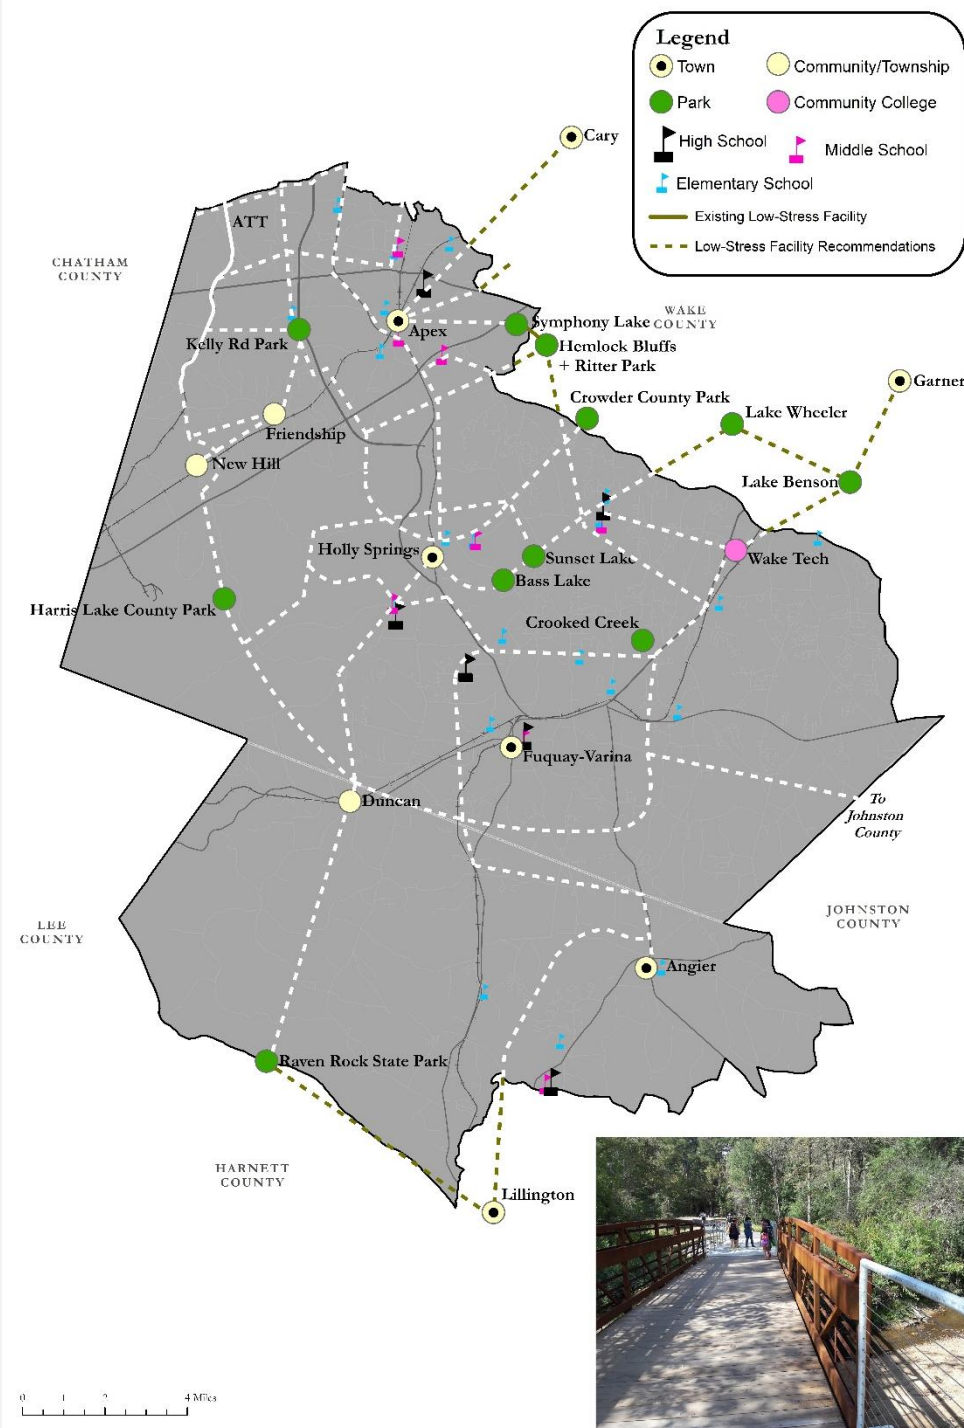 Legend
Town
Community/Township
Park
Community College
High School
Middle School
Elementary School
Existing Low-Stress Facility
Low-Stress Facility Recommendations
Cary
ATT
CHATHAM
COUNTY
WAKE
COUNTY
Symphony Lake
Apex
Kelly Rd Park
Hemlock Bluffs
+ Ritter Park
Garner
Crowder County Park
Lake Wheeler
Friendship
New Hill
Lake Benson
Holly Springs
Sunset Lake
Wake Tech
Bass Lake
Harris Lake County Park
Crooked Creek
Fuquay-Varina
Duncan
To
Johnston
County
JOHNSTON
COUNTY
LEE
COUNTY
Angier
Raven Rock State Park
HARNETT
COUNTY
Lillington
0 1 2 4 Miles